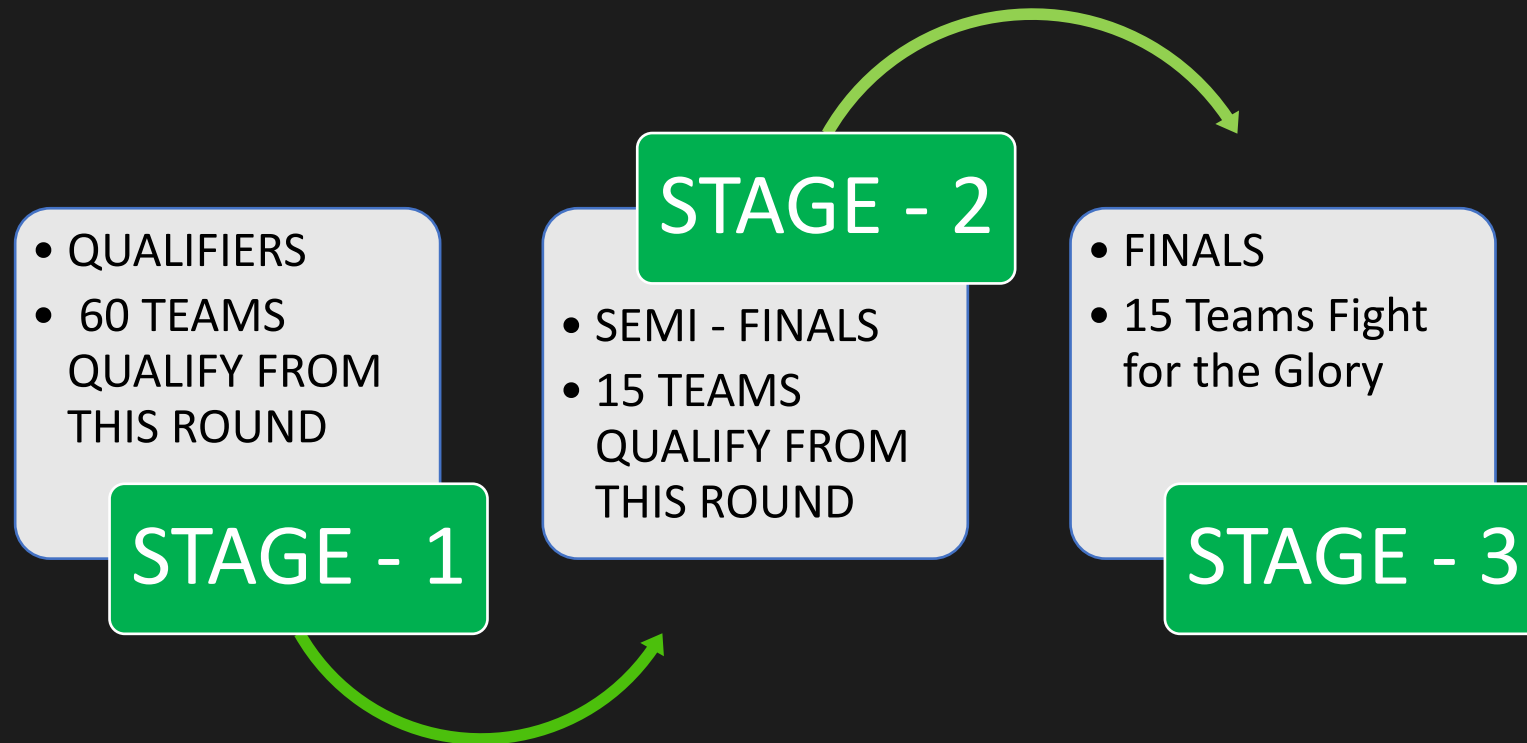 • QUALIFIERS
• 60 TEAMS
QUALIFY FROM
THIS ROUND
STAGE - 1
STAGE - 2
• SEMI - FINALS
• 15 TEAMS
QUALIFY FROM
THIS ROUND
• FINALS
• 15 Teams Fight
for the Glory
STAGE - 3